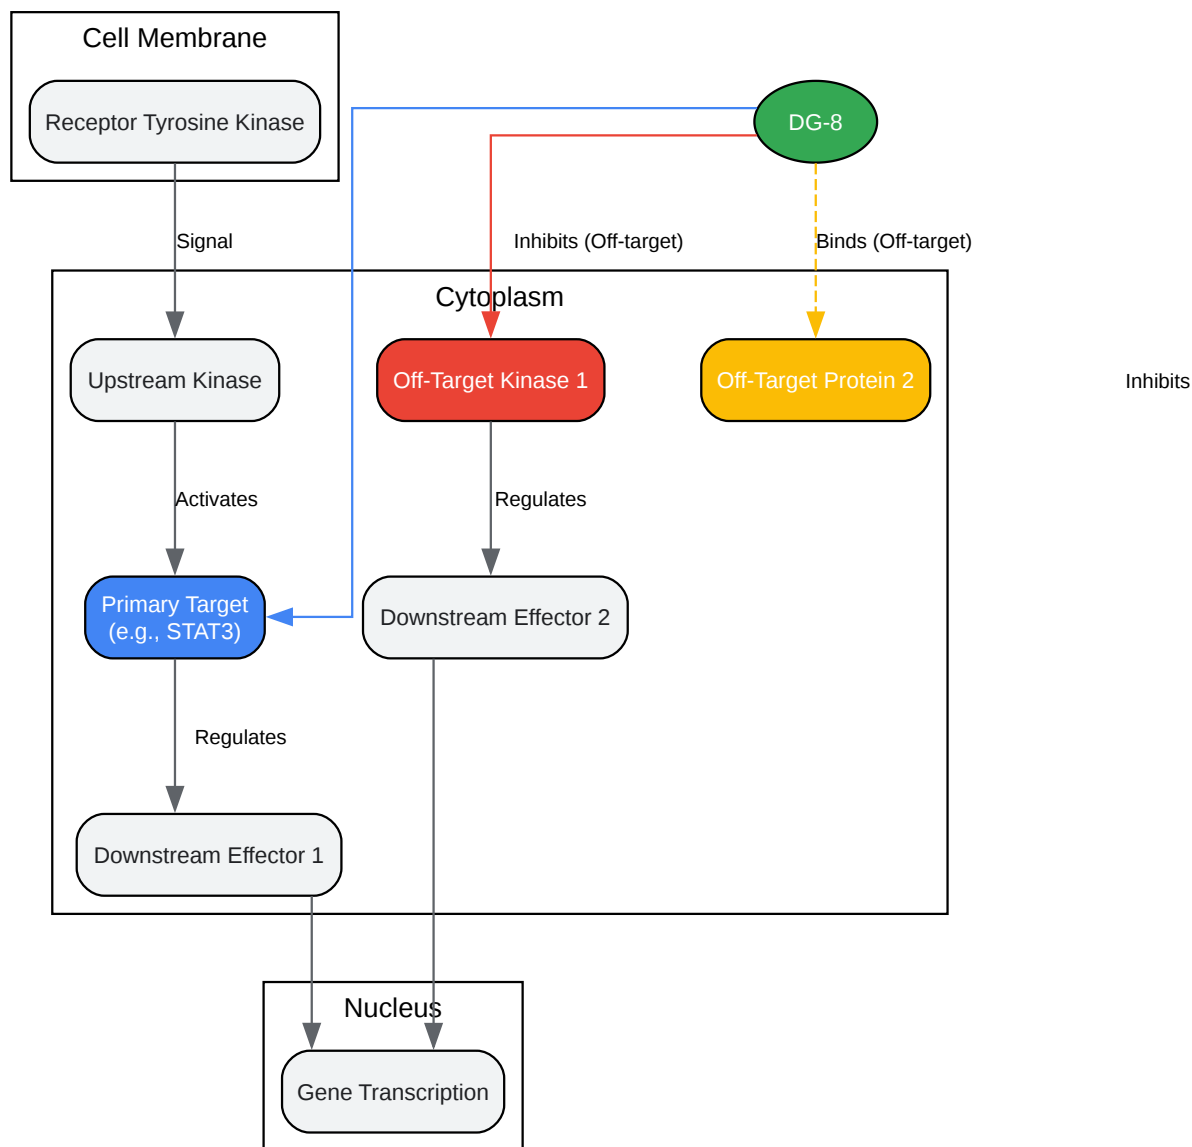 Cell Membrane
Receptor Tyrosine Kinase
DG-8
Signal
Inhibits (Off-target)
Binds (Off-target)
Cytoplasm
Upstream Kinase
Off-Target Kinase 1
Off-Target Protein 2
Inhibits
Activates
Regulates
Primary Target
(e.g., STAT3)
Downstream Effector 2
Regulates
Downstream Effector 1
Nucleus
Gene Transcription